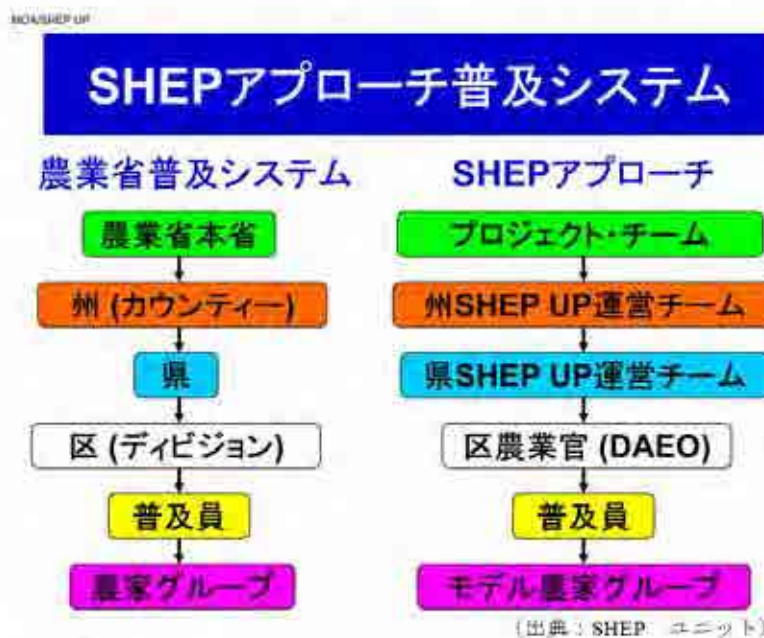 MOA/SHEP UP
SHEPアプローチ普及システム
農業省普及システム
農業省本省
州 (カウンティー)
県
区 (ディビジョン)
普及員
農家グループ
SHEPアプローチ
プロジェクト・チーム
州SHEP UP運営チーム
県SHEP UP運営チーム
区農業官 (DAEO)
普及員
モデル農家グループ
(出典:SHEP ユニット)